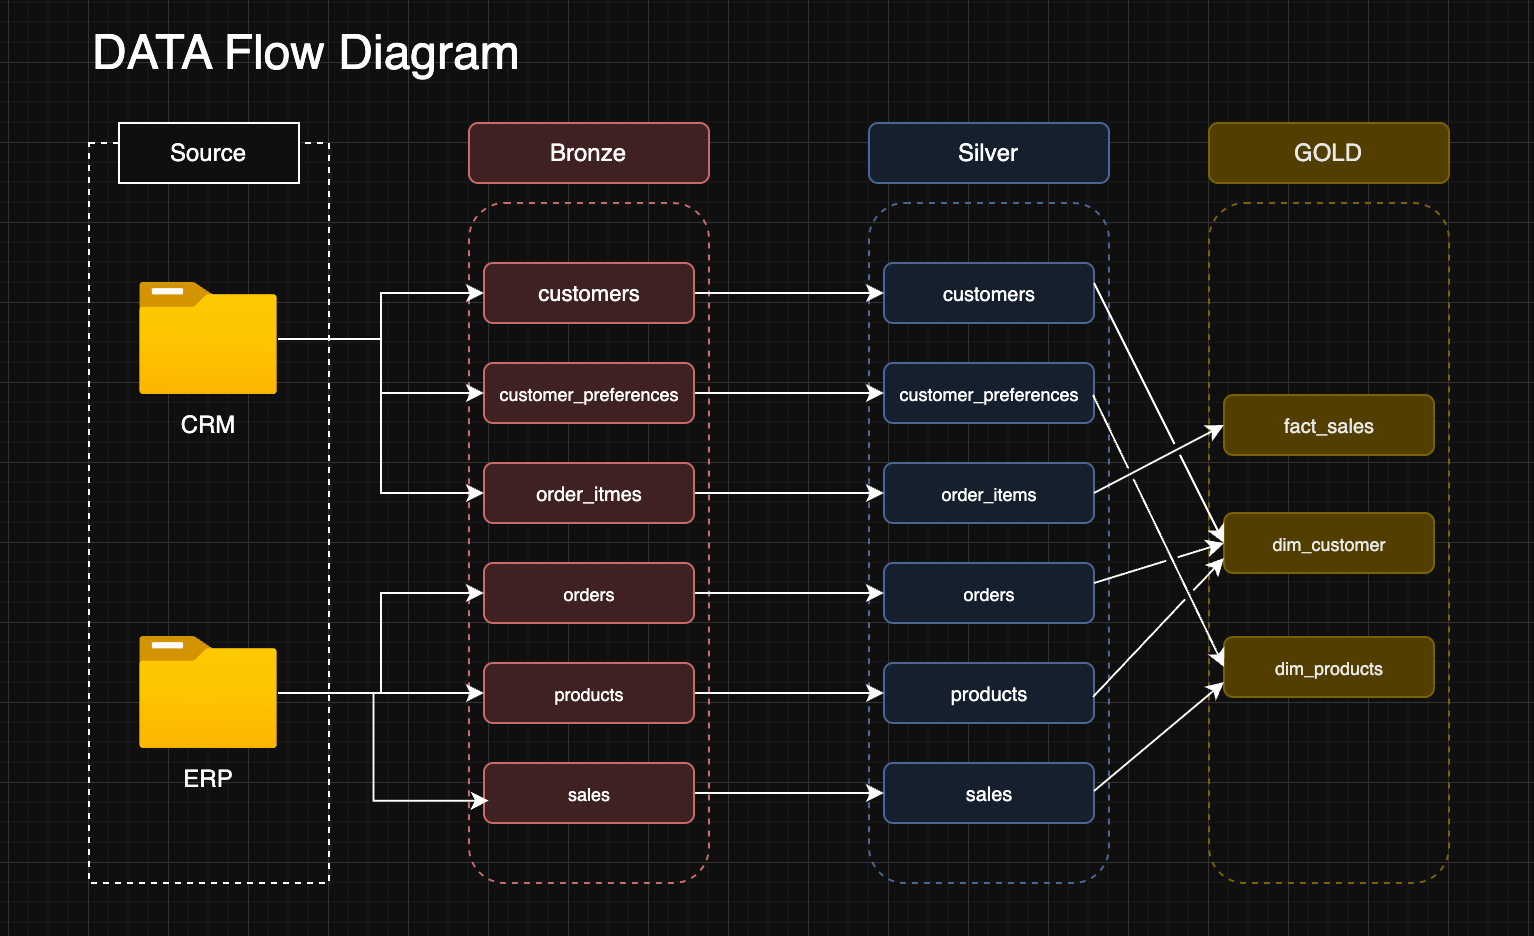 DATA Flow Diagram
Source
Bronze
Silver
GOLD
CRM
ERP
customers
customer_preferences
order_itmes
orders
products
sales
customers
customer_preferences
order_items
orders
products
sales
fact_sales
dim_customer
dim_products